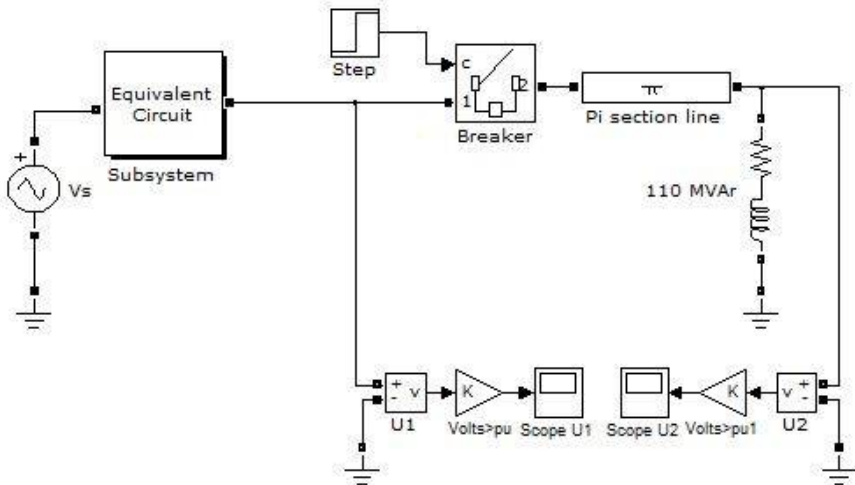 Step
Equivalent
Circuit
Subsystem
+
Vs
c
1
2
Breaker
π
Pi section line
110 MVAr
+
-
v
U1
K
Volts>pu
Scope U1
Scope U2
K
Volts>pu1
v
+
-
U2